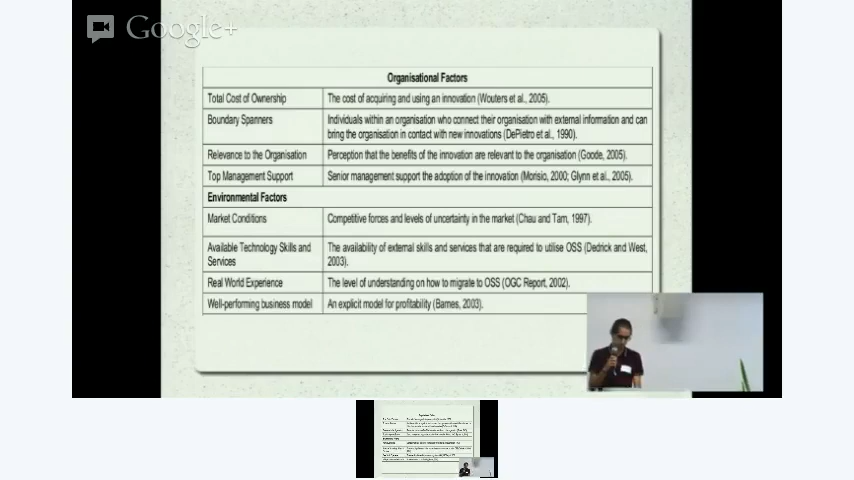 Google+
Organisational Factors
Total Cost of Ownership
The cost of acquiring and using an innovation (Wouters et al., 2005).
Boundary Spanners
Individuals within an organisation who connect their organisation with external information and can
bring the organisation in contact with new innovations (DePietro et al., 1990).
Relevance to the Organisation
Perception that the benefits of the innovation are relevant to the organisation (Goode, 2005).
Top Management Support
Senior management support the adoption of the innovation (Morisio, 2000; Glynn et al., 2005).
Environmental Factors
Market Conditions
Competitive forces and levels of uncertainty in the market (Chau and Tam, 1997).
Available Technology Skills and
Services
The availability of external skills and services that are required to utilise OSS (Dedrick and West,
2003).
Real World Experience
The level of understanding on how to migrate to OSS (OGC Report, 2002).
Well-performing business model
An explicit model for profitability (Barnes, 2003).